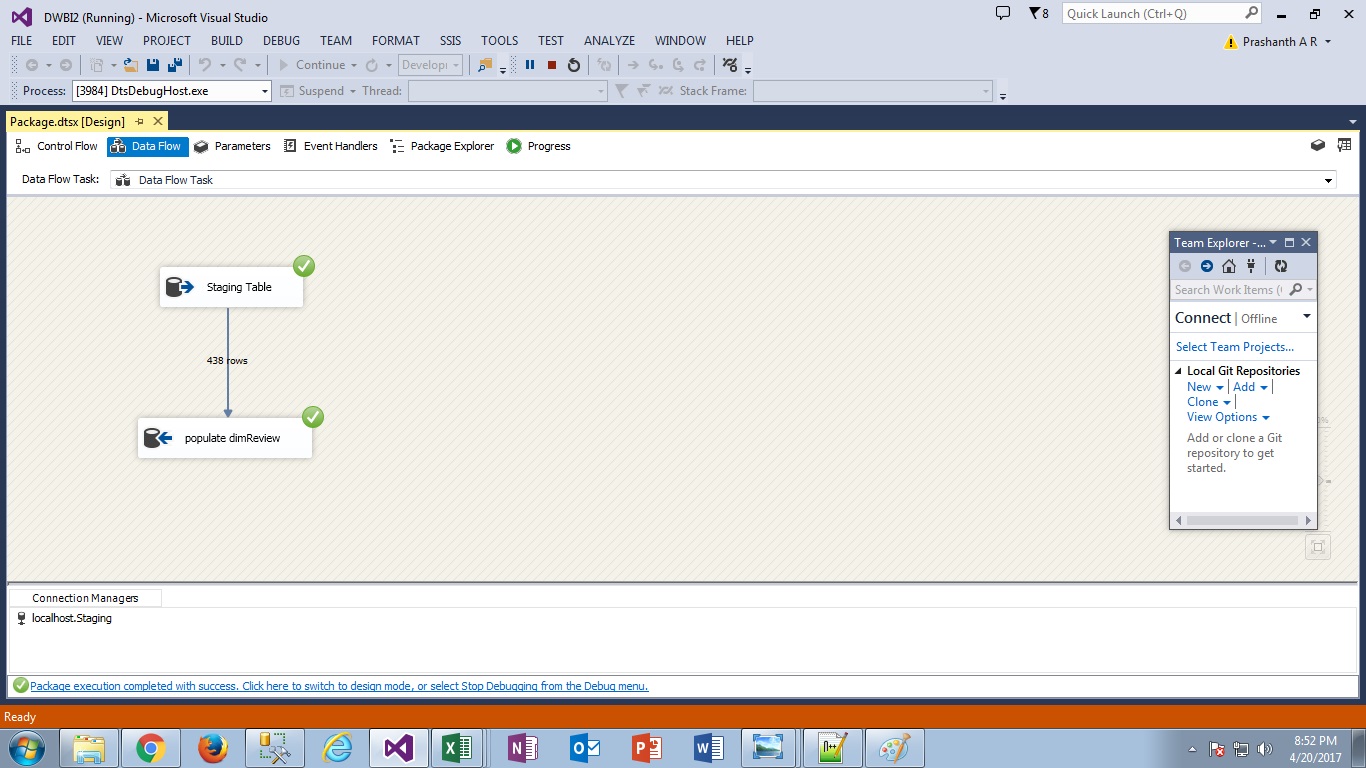 DWBI2 (Running) - Microsoft Visual Studio
8
Quick Launch (Ctrl+Q)
FILE EDIT VIEW PROJECT BUILD DEBUG TEAM FORMAT SSIS TOOLS TEST ANALYZE WINDOW HELP
Prashanth A R
Continue
Develop
Process: [3984] DtsDebugHost.exe Suspend Thread: Stack Frame:
Package.dtsx [Design]
Control Flow Data Flow Parameters Event Handlers Package Explorer Progress
Data Flow Task: Data Flow Task
Staging Table
438 rows
populate dimReview
Team Explorer -...
Search Work Items (
Connect | Offline
Select Team Projects...
Local Git Repositories
New | Add |
Clone |
View Options
Add or clone a Git
repository to get
started.
Connection Managers
localhost.Staging
Package execution completed with success. Click here to switch to design mode, or select Stop Debugging from the Debug menu.
Ready
8:52 PM
4/20/2017